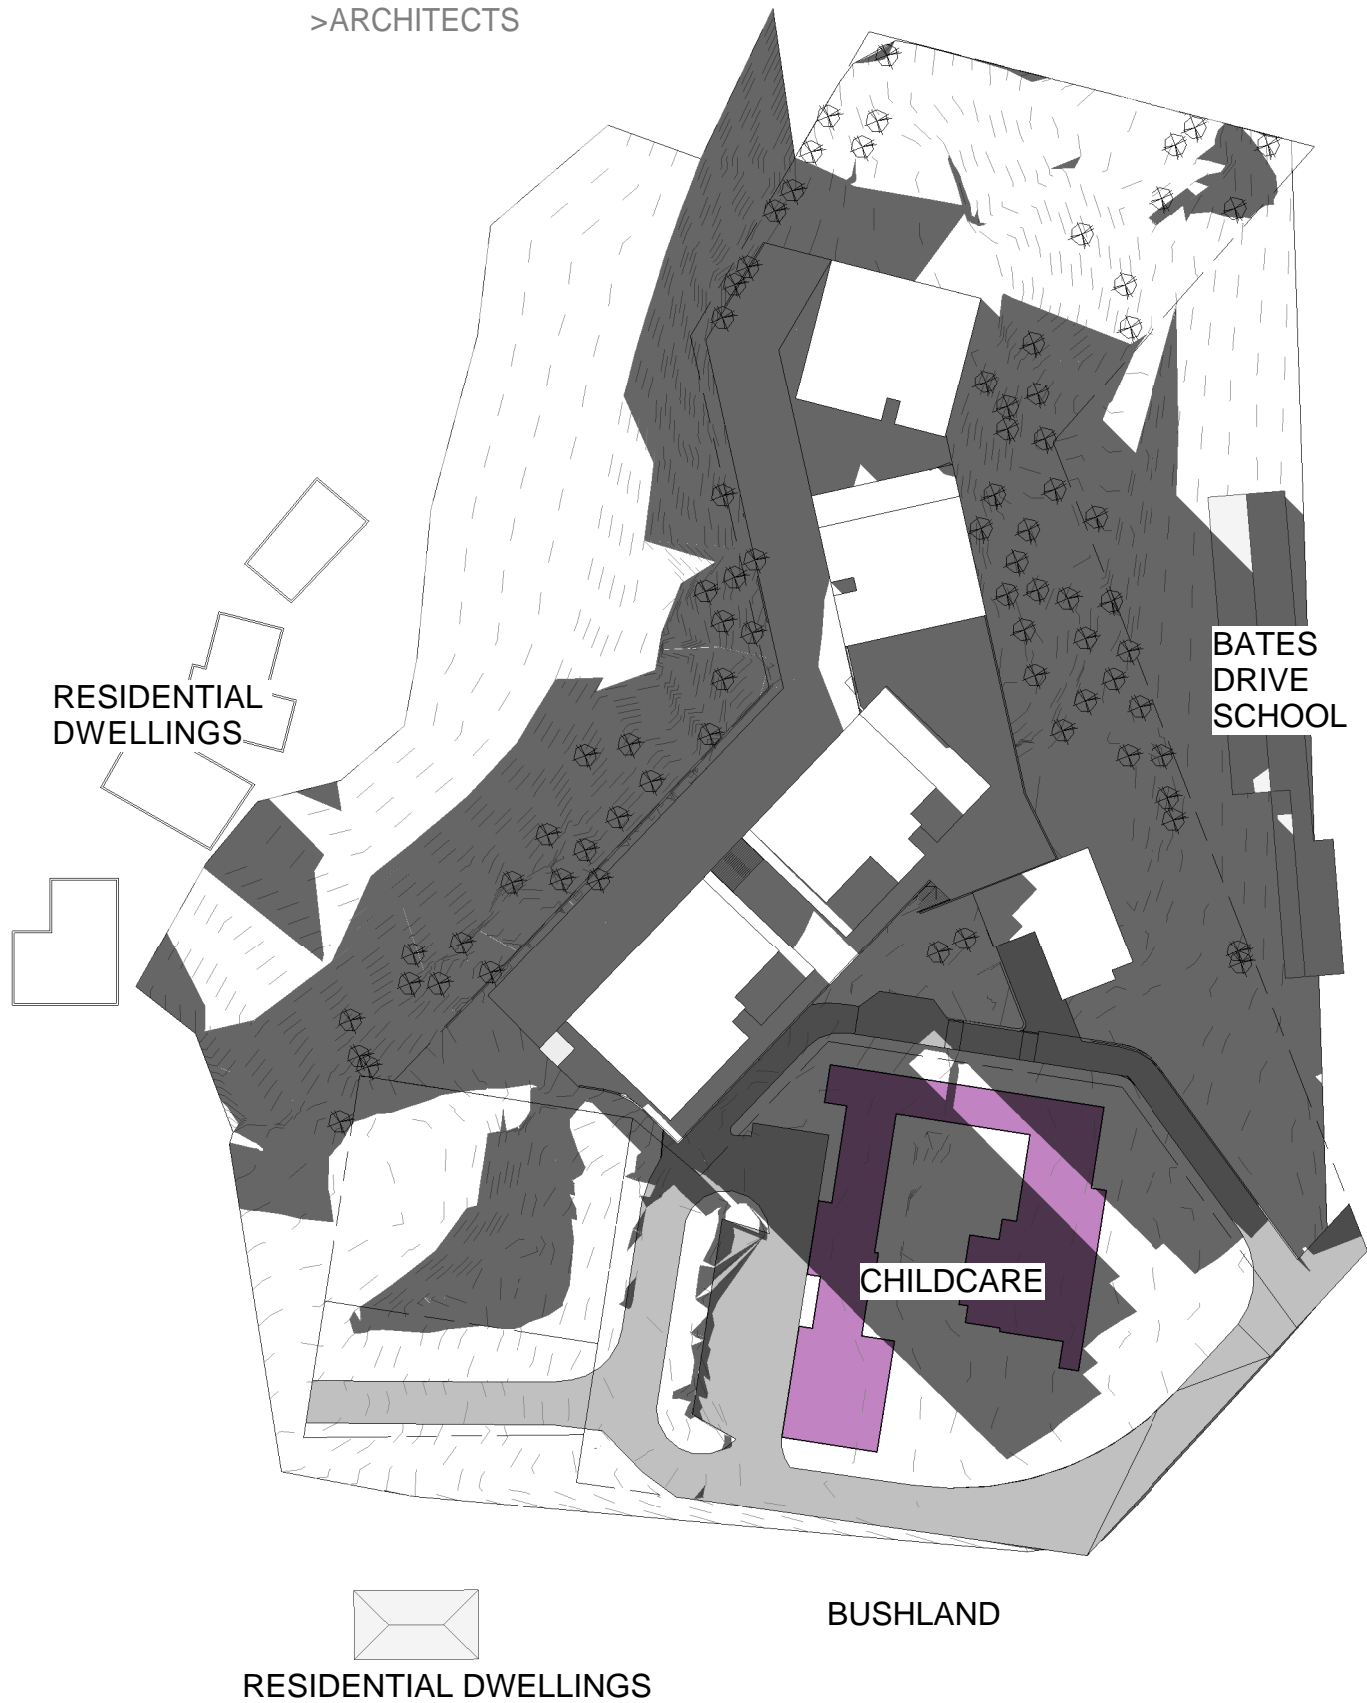 >ARCHITECTS
BATES
DRIVE
SCHOOL
RESIDENTIAL
DWELLINGS
CHILDCARE
BUSHLAND
RESIDENTIAL DWELLINGS